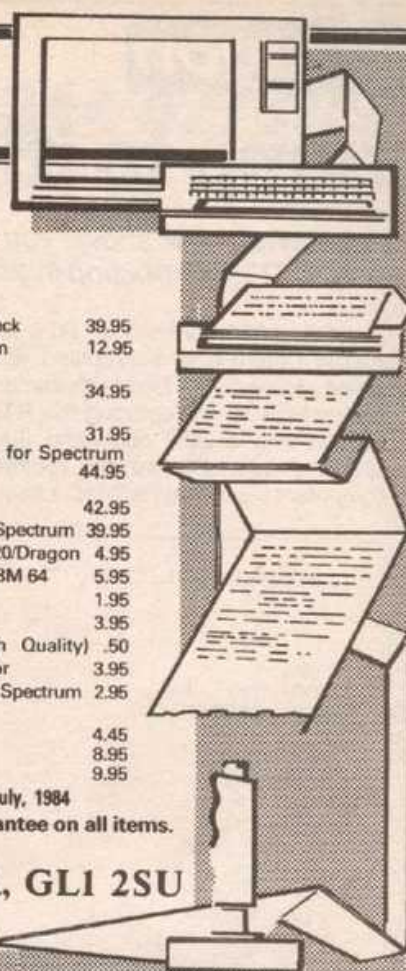 eck 39.95
n 12.95
34.95
31.95
for Spectrum
44.95
42.95
Spectrum 39.95
20/Dragon 4.95
BM 64 5.95
1.95
3.95
n Quality) .50
or 3.95
Spectrum 2.95
4.45
8.95
9.95
uly, 1984
antee on all items.
, GL1 2SU